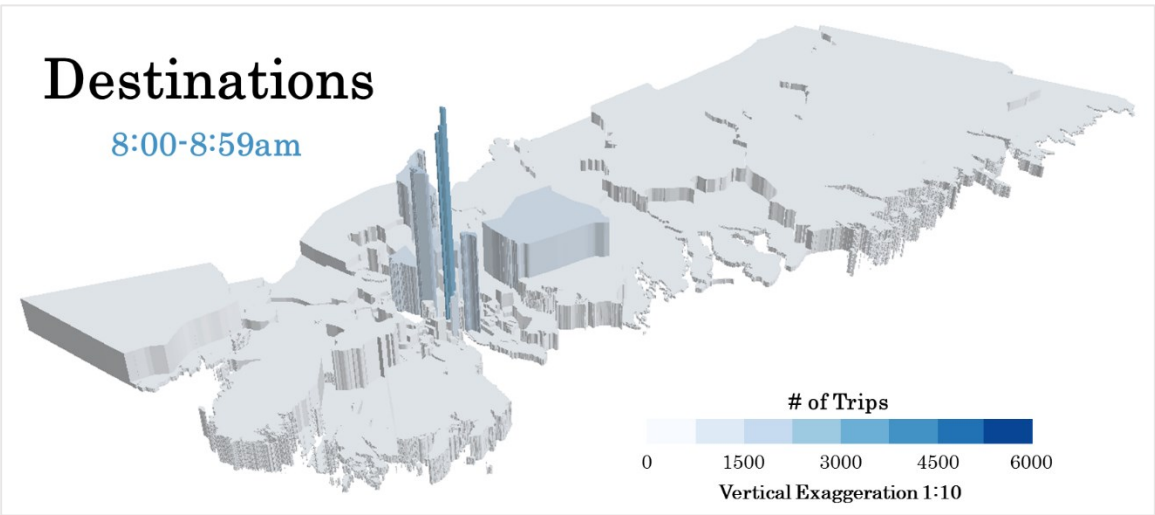 Destinations
8:00-8:59am
# of Trips
0 1500 3000 4500 6000
Vertical Exaggeration 1:10